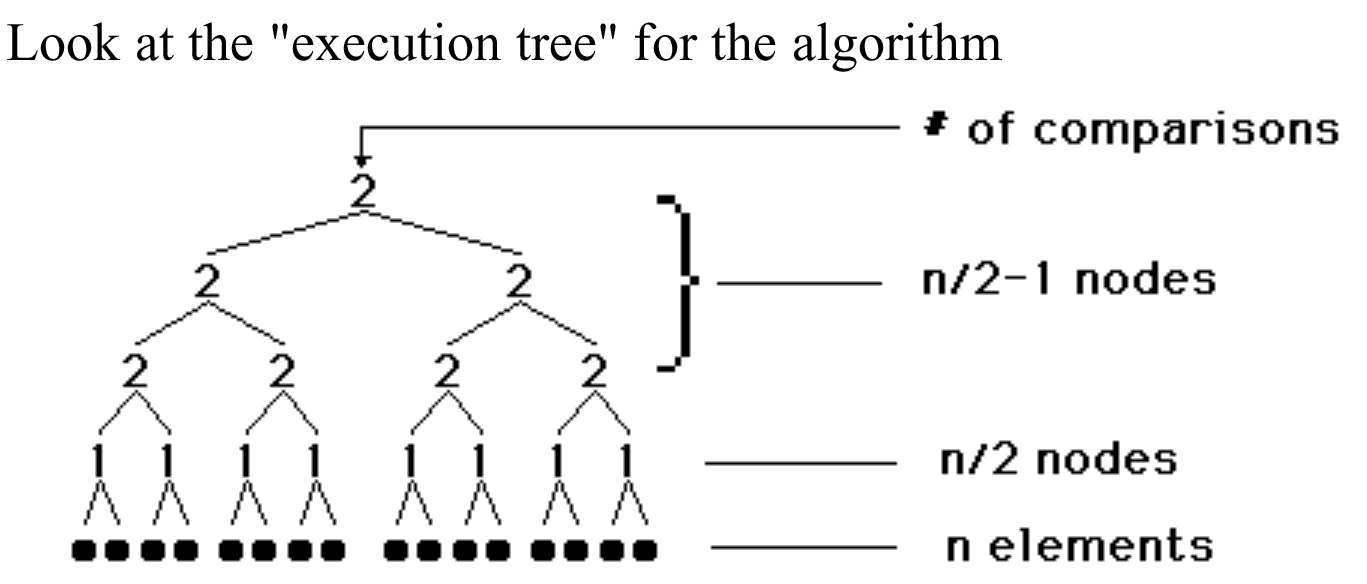 Look at the "execution tree" for the algorithm
# of comparisons
2
2 2
n/2-1 nodes
2 2 2 2
1 1 1 1 1 1 1 1
n/2 nodes
n elements